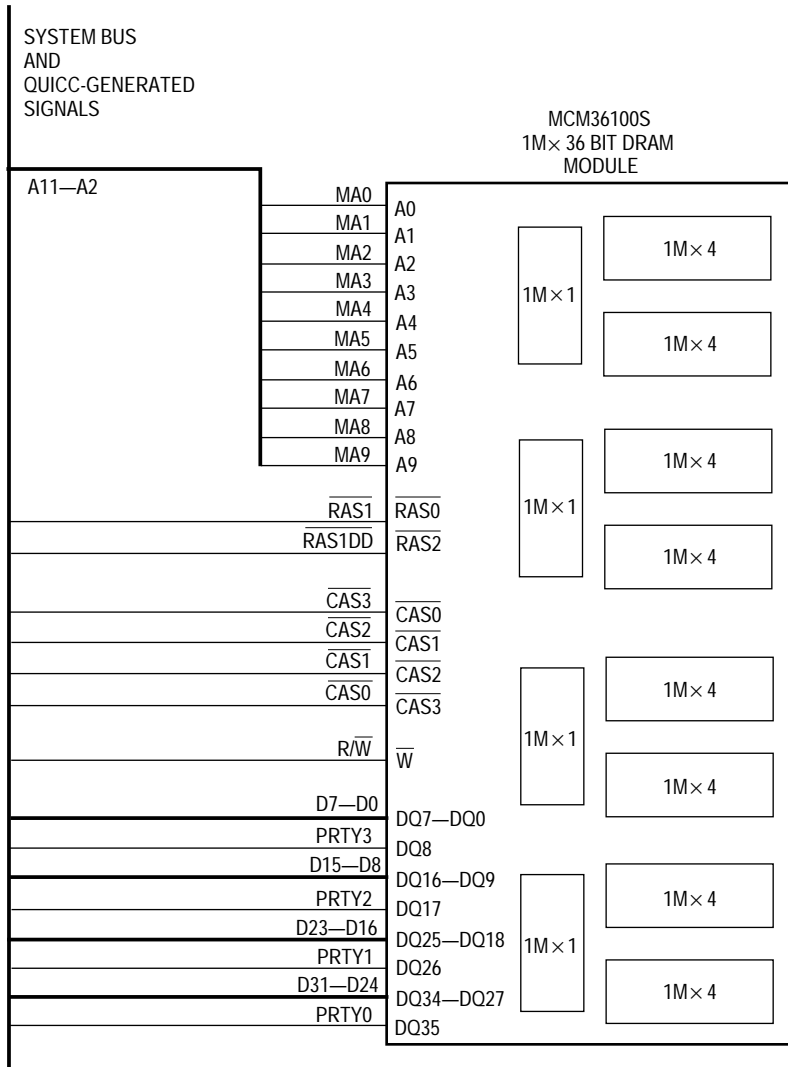 SYSTEM BUS
AND
QUICC-GENERATED
SIGNALS
MCM36100S
1M× 36 BIT DRAM
MODULE
A11—A2
MA0
A0
MA1
A1
MA2
A2
MA3
A3
MA4
A4
MA5
A5
MA6
A6
MA7
A7
MA8
A8
MA9
A9
1M×1
1M×4
1M×4
RAS1
RAS0
RAS1DD
RAS2
1M×1
1M×4
1M×4
CAS3
CAS0
CAS2
CAS1
CAS1
CAS2
CAS0
CAS3
R/W
W
1M×1
1M×4
1M×4
D7—D0
DQ7—DQ0
PRTY3
DQ8
D15—D8
DQ16—DQ9
PRTY2
DQ17
D23—D16
DQ25—DQ18
PRTY1
DQ26
D31—D24
DQ34—DQ27
PRTY0
DQ35
1M×1
1M×4
1M×4